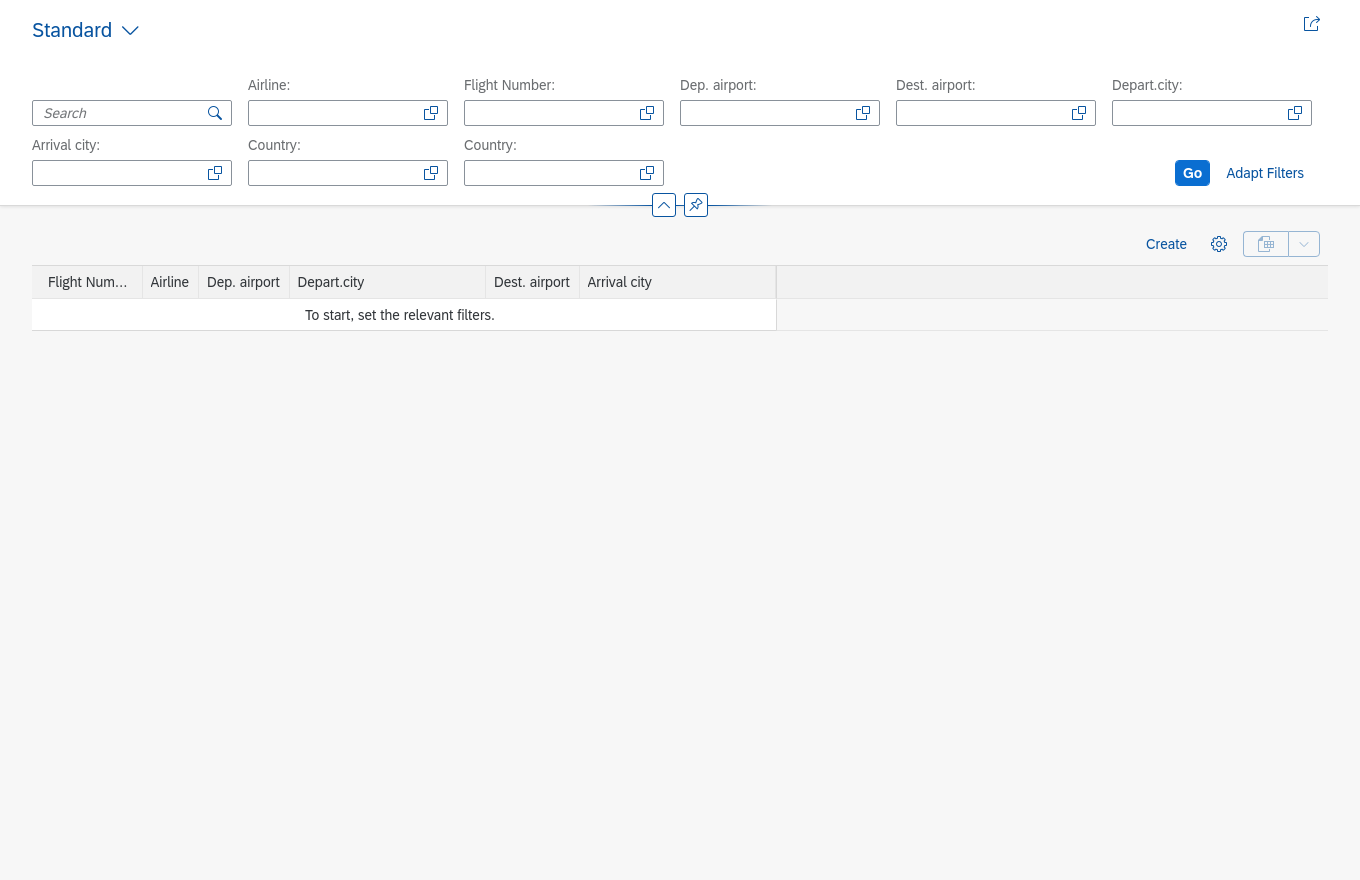 Standard
Airline:
Flight Number:
Dep. airport:
Dest. airport:
Depart.city:
Search
Arrival city:
Country:
Country:
Go
Adapt Filters
Create
Flight Num... Airline Dep. airport Depart.city Dest. airport Arrival city
To start, set the relevant filters.